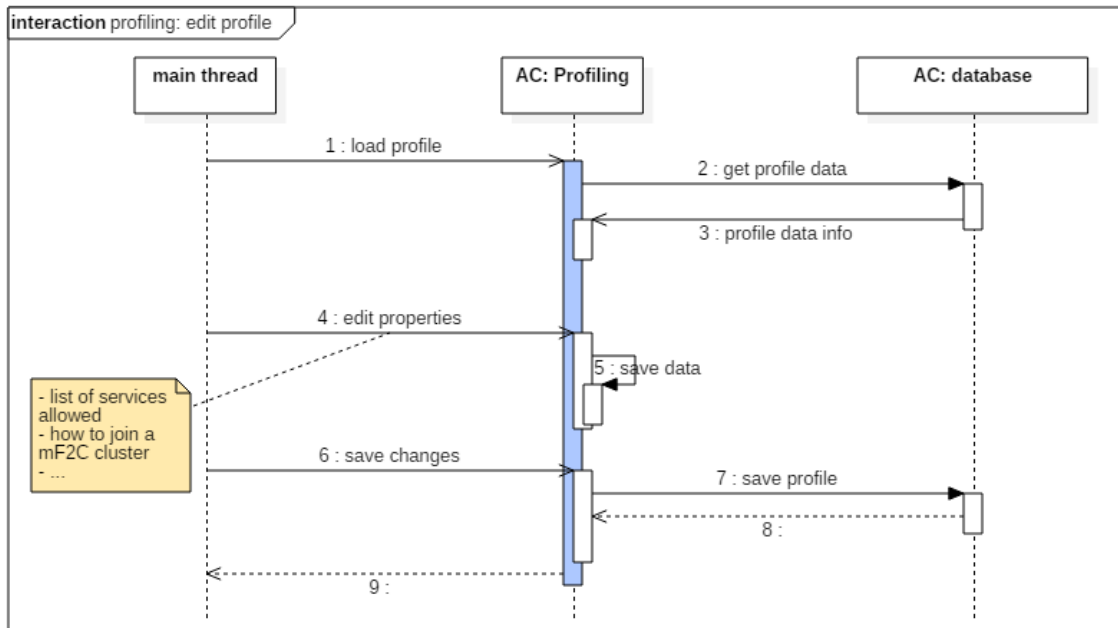 interaction profiling: edit profile
main thread
AC: Profiling
AC: database
1 : load profile
2 : get profile data
3 : profile data info
4 : edit properties
5 : save data
- list of services
allowed
- how to join a
mF2C cluster
- ...
6 : save changes
7 : save profile
8 :
9 :